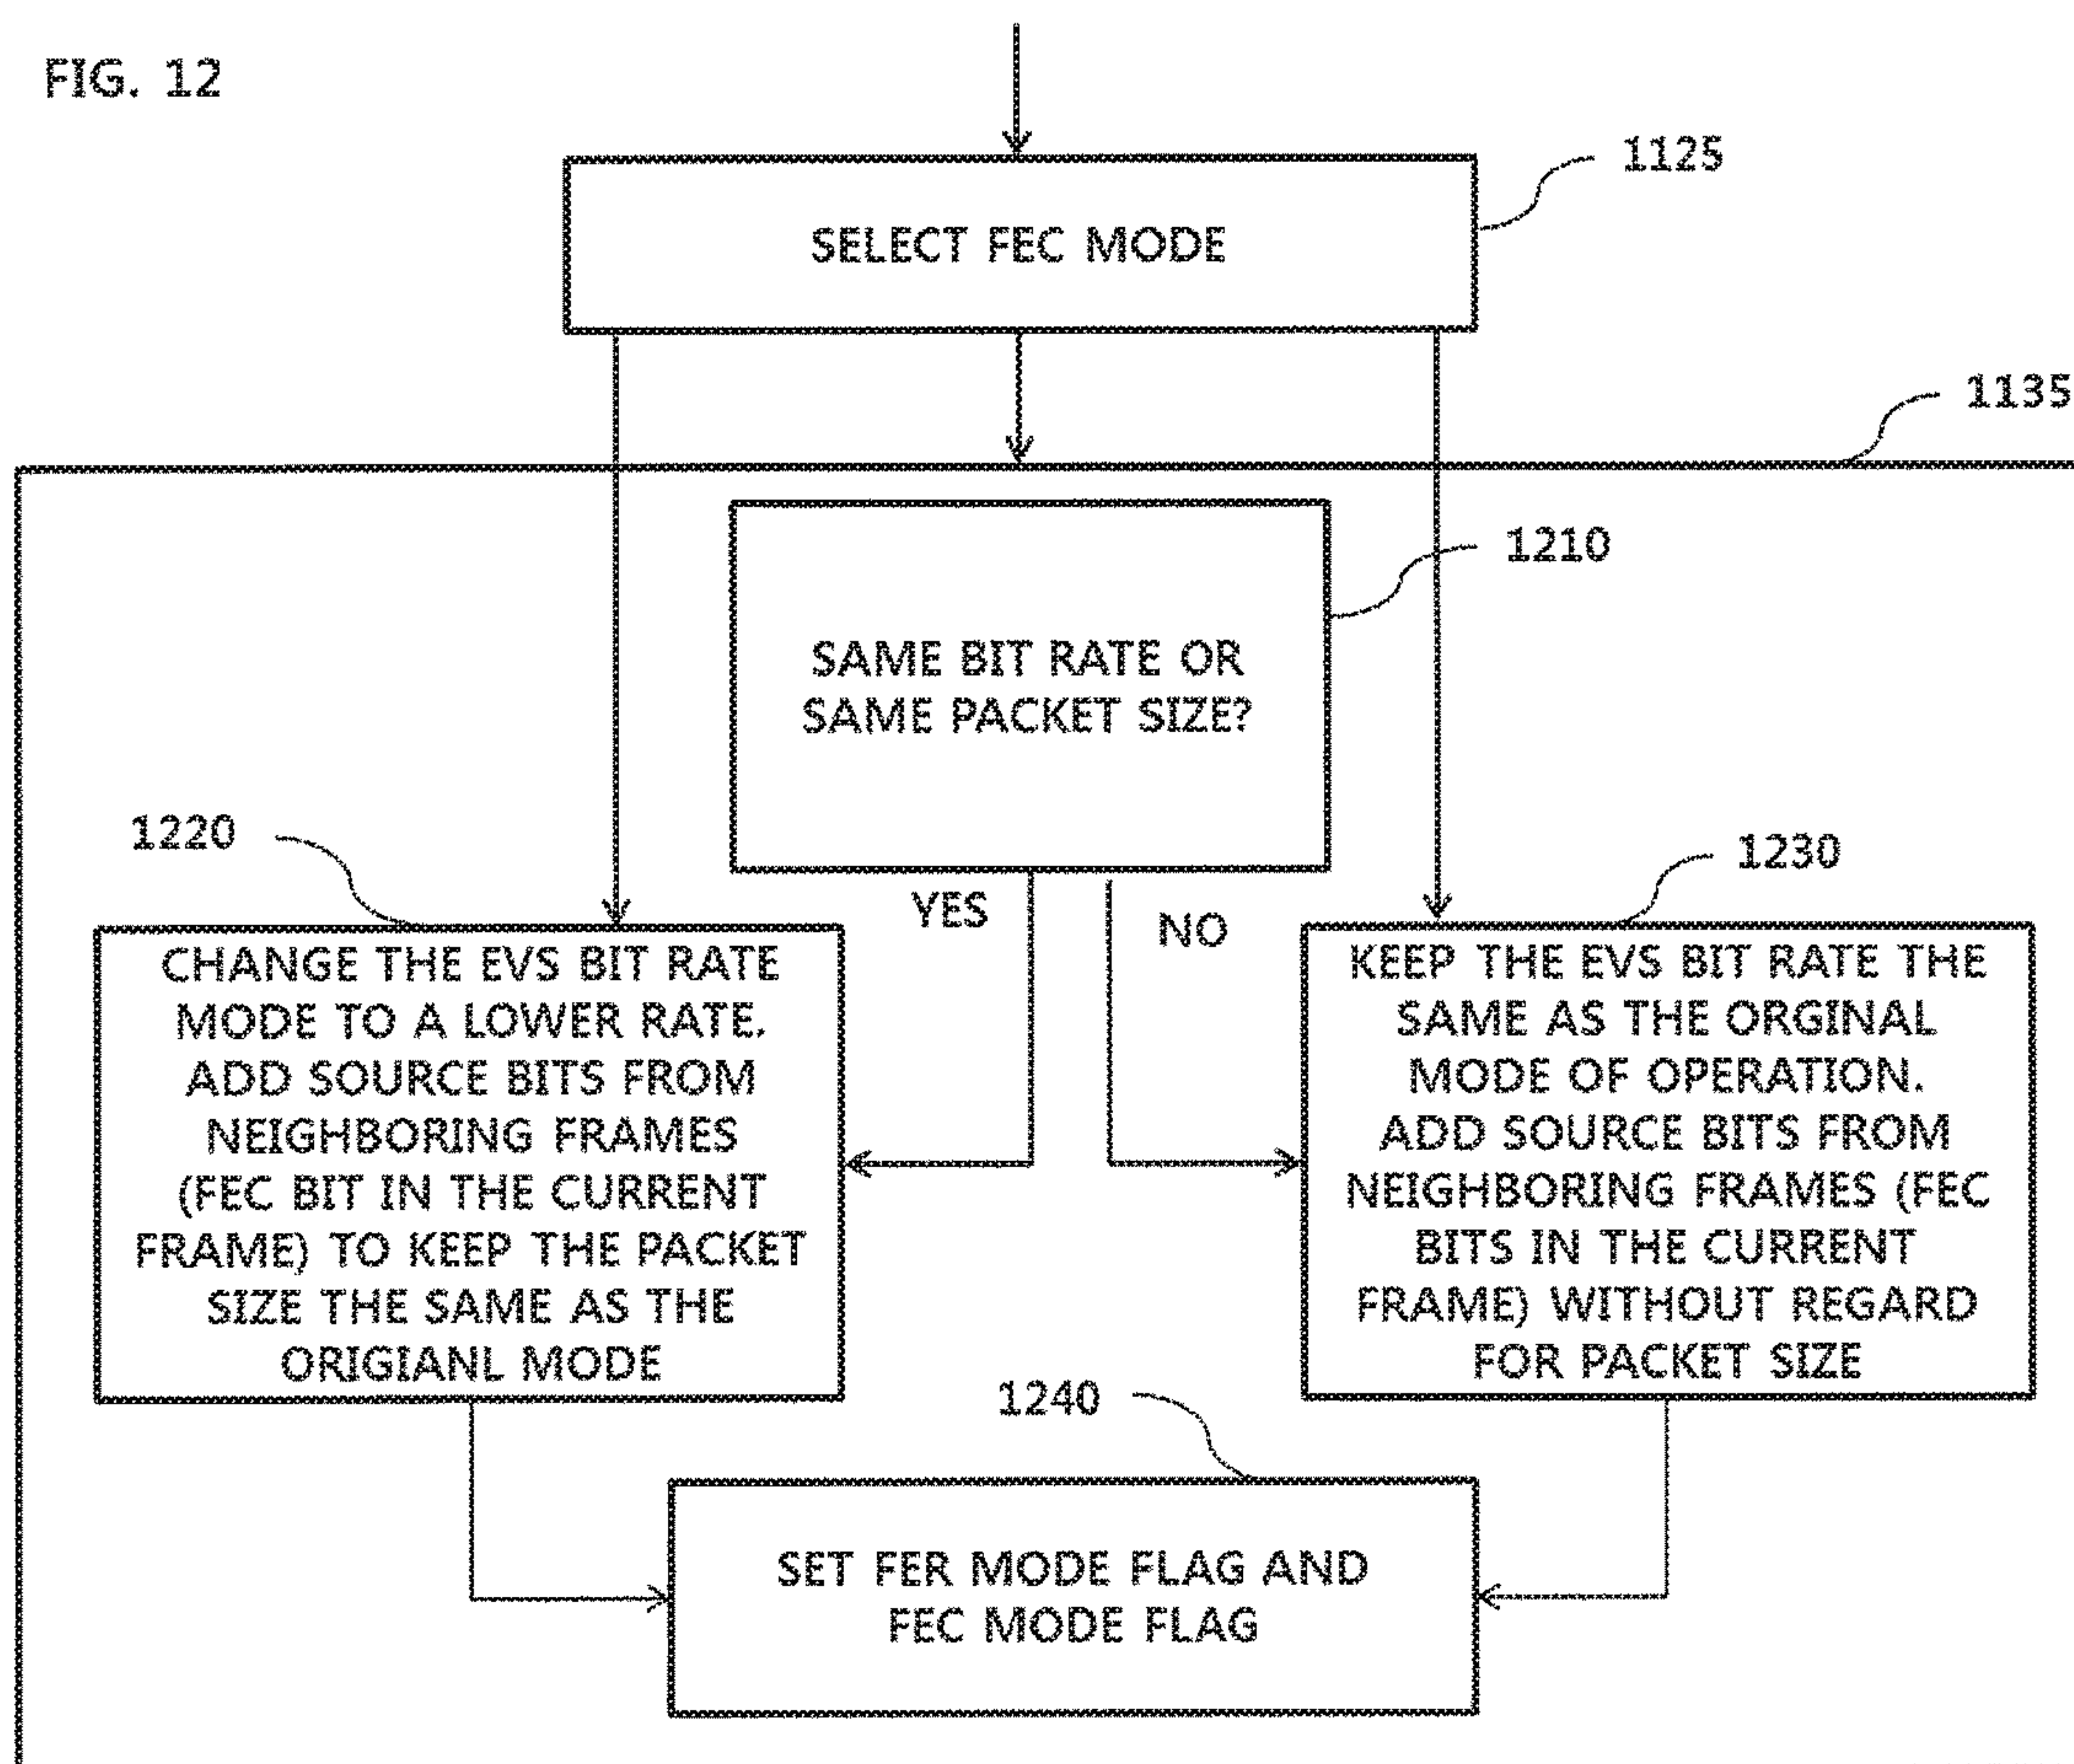 FIG. 12
1125
SELECT FEC MODE
1135
1210
SAME BIT RATE OR
SAME PACKET SIZE?
1220
YES
NO
1230
CHANGE THE EVS BIT RATE
MODE TO A LOWER RATE.
ADD SOURCE BITS FROM
NEIGHBORING FRAMES
(FEC BIT IN THE CURRENT
FRAME) TO KEEP THE PACKET
SIZE THE SAME AS THE
ORIGIANL MODE
KEEP THE EVS BIT RATE THE
SAME AS THE ORGINAL
MODE OF OPERATION.
ADD SOURCE BITS FROM
NEIGHBORING FRAMES (FEC
BITS IN THE CURRENT
FRAME) WITHOUT REGARD
FOR PACKET SIZE
1240
SET FER MODE FLAG AND
FEC MODE FLAG